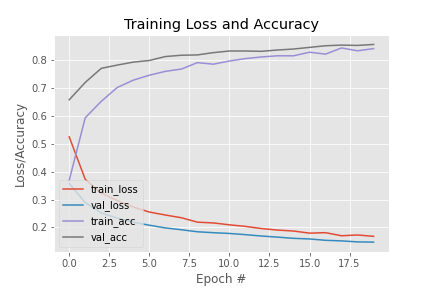 Training Loss and Accuracy
Loss/Accuracy
0.8
0.7
0.6
0.5
0.4
0.3
0.2
train_loss
val_loss
train_acc
val_acc
0.0 2.5 5.0 7.5 10.0 12.5 15.0 17.5
Epoch #